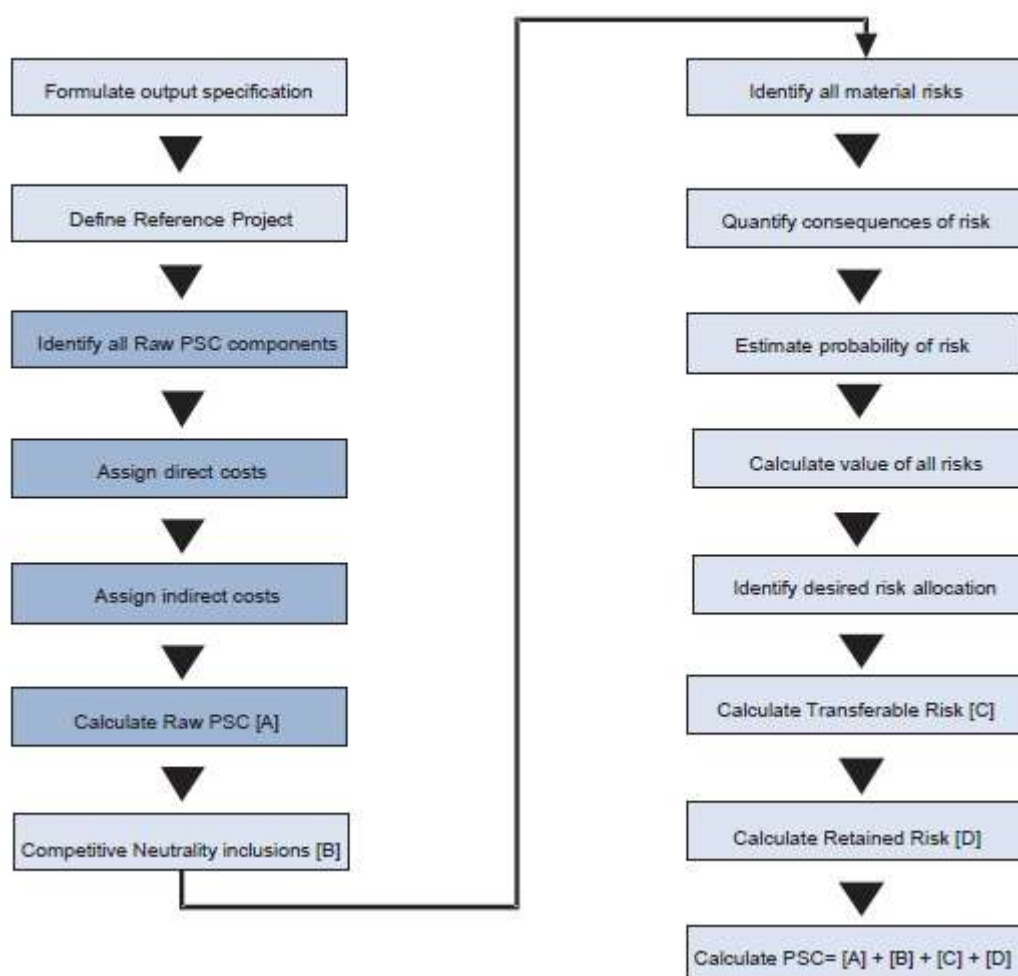 Formulate output specification
Define Reference Project
Identify all Raw PSC components
Assign direct costs
Assign indirect costs
Calculate Raw PSC [A]
Competitive Neutrality inclusions [B]
Identify all material risks
Quantify consequences of risk
Estimate probability of risk
Calculate value of all risks
Identify desired risk allocation
Calculate Transferable Risk [C]
Calculate Retained Risk [D]
Calculate PSC= [A] + [B] + [C] + [D]